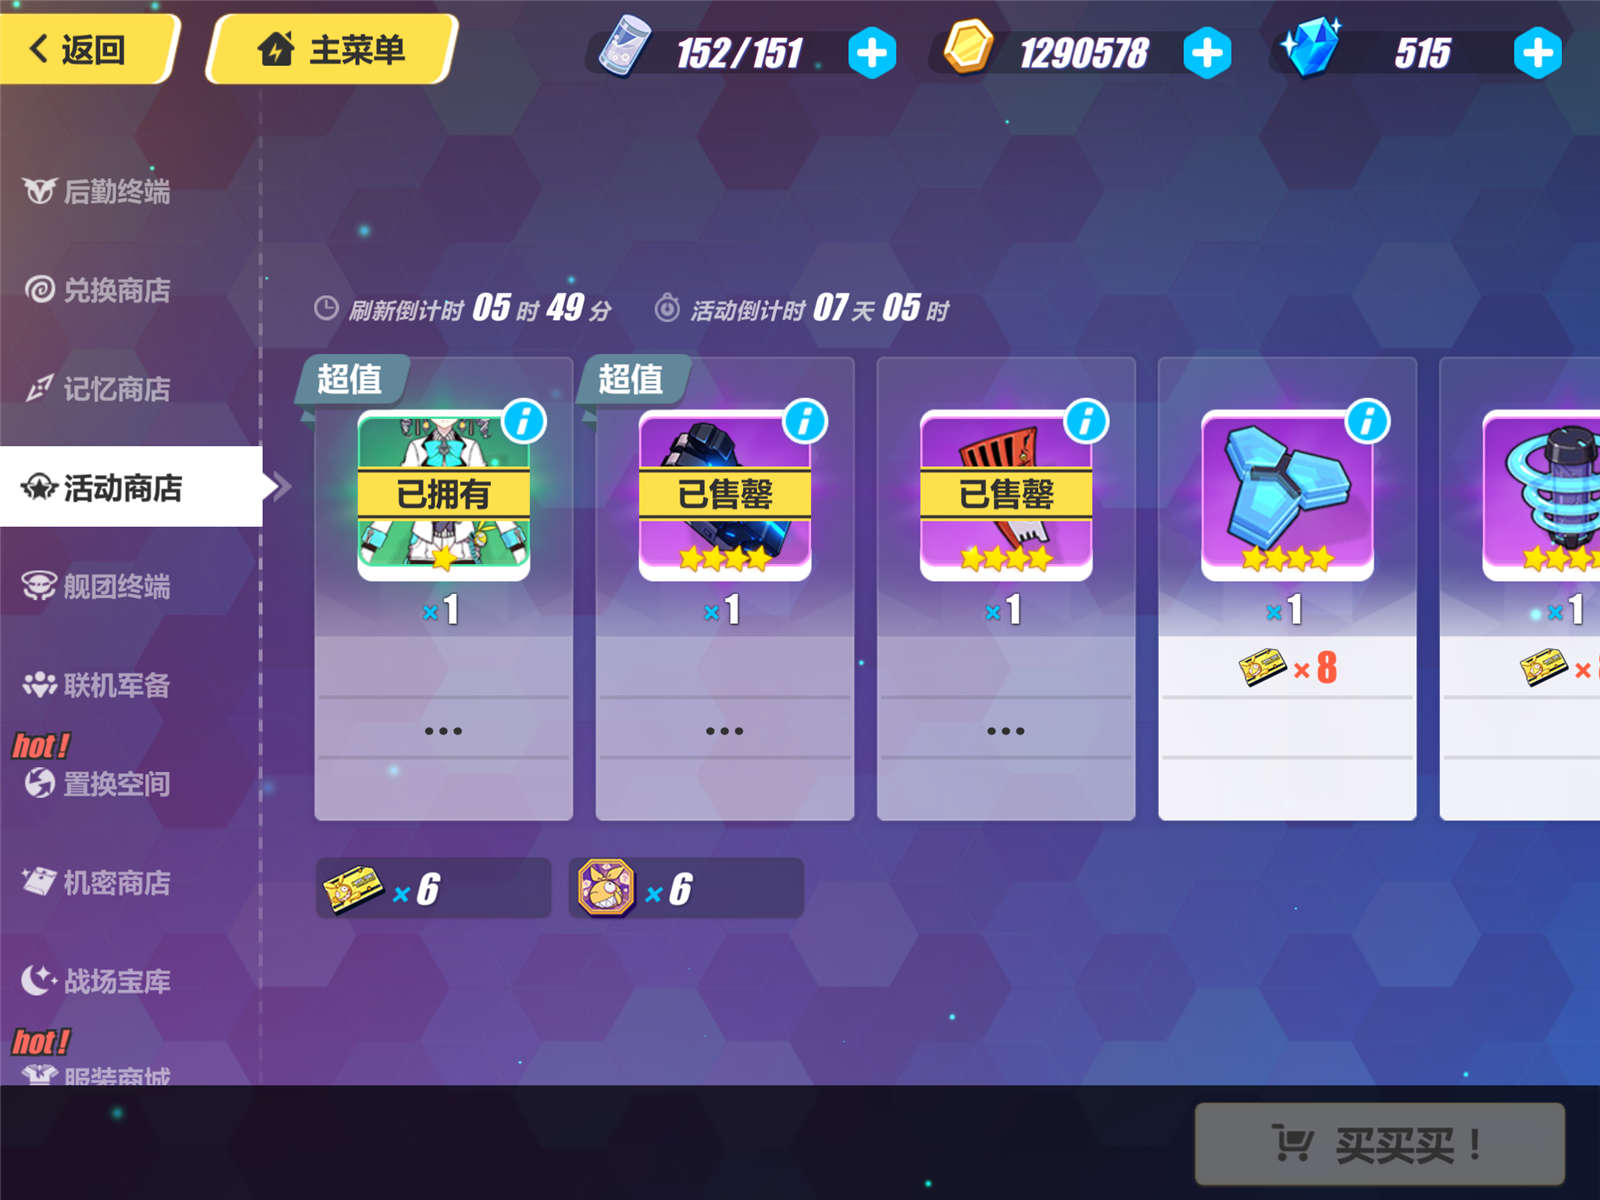 返回
主菜单
152/151
1290578
515
后勤终端
兑换商店
记忆商店
活动商店
舰团终端
联机军备
hot!
置换空间
机密商店
战场宝库
hot!
服装商城
刷新倒计时 05 时 49 分
活动倒计时 07 天 05 时
超值
已拥有
×1
...
超值
已售罄
×1
...
已售罄
×1
...
×1
×8
×1
×6
×6
买买买！